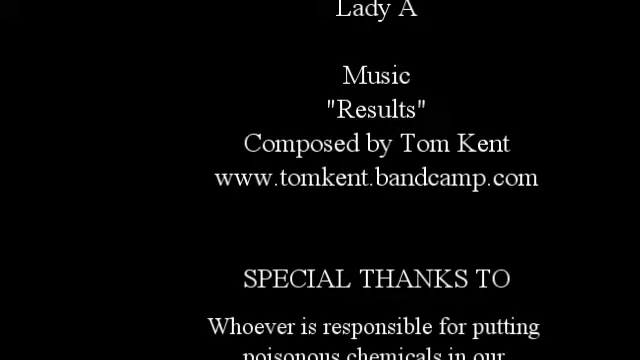 Lady A
Music
"Results"
Composed by Tom Kent
www.tomkent.bandcamp.com
SPECIAL THANKS TO
Whoever is responsible for putting
poisonous chemicals in our